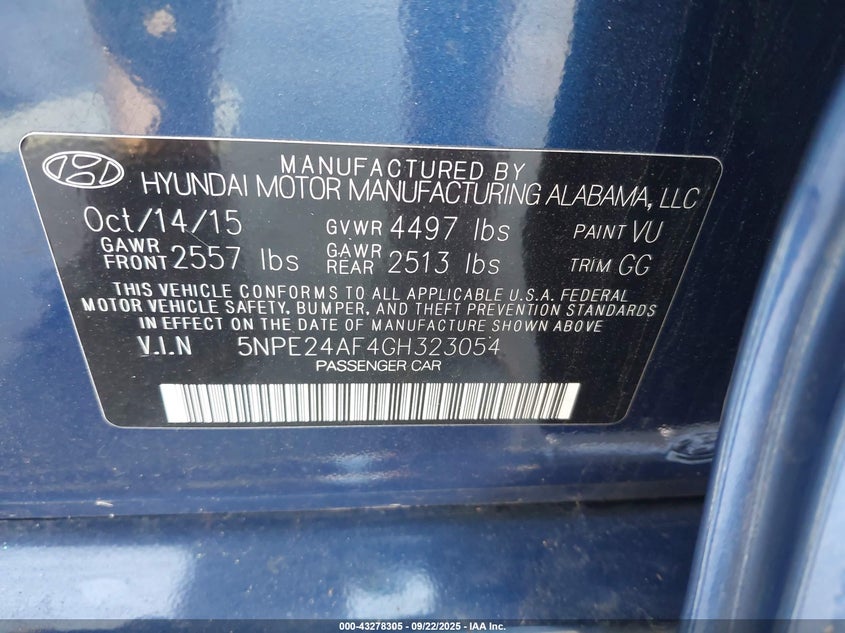 MANUFACTURED BY
HYUNDAI MOTOR MANUFACTURING ALABAMA, LLC
Oct/14/15 GVWR 4497 lbs PAINT VU
GAWR FRONT 2557 lbs GAWR REAR 2513 lbs TRIM GG
THIS VEHICLE CONFORMS TO ALL APPLICABLE U.S.A. FEDERAL
MOTOR VEHICLE SAFETY, BUMPER, AND THEFT PREVENTION STANDARDS
IN EFFECT ON THE DATE OF MANUFACTURE SHOWN ABOVE
V.I.N 5NPE24AF4GH323054
PASSENGER CAR
000-43278305 - 09/22/2025 - IAA Inc.